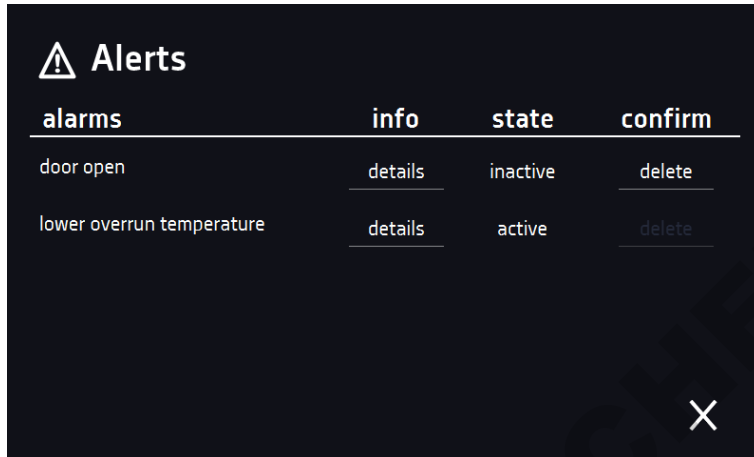 Alerts
alarms info state confirm
door open details inactive delete
lower overrun temperature details active delete